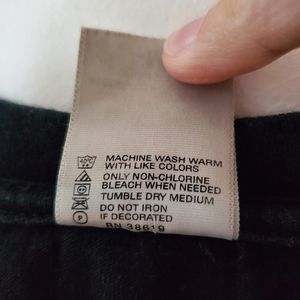 MACHINE WASH WARM
WITH LIKE COLORS
ONLY NON-CHLORINE
BLEACH WHEN NEEDED
TUMBLE DRY MEDIUM
DO NOT IRON
P IF DECORATED
RN 38619